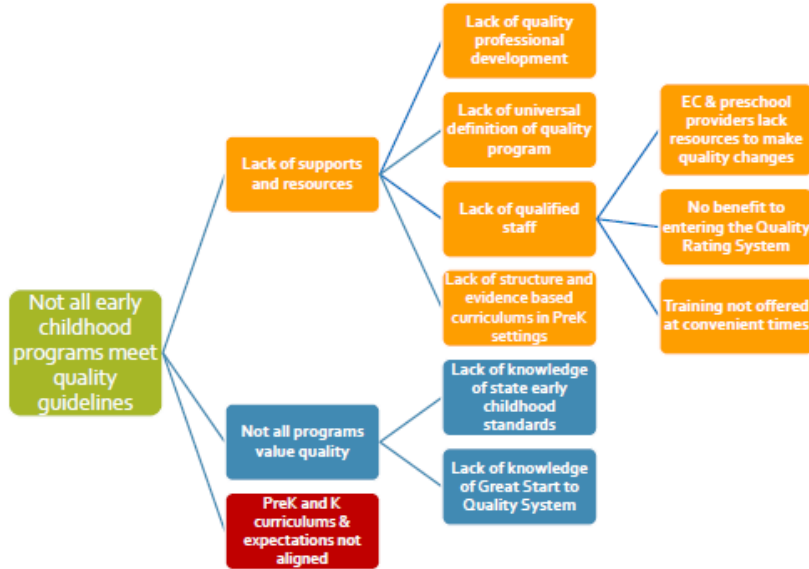 Not all early
childhood
programs meet
quality
guidelines
Lack of supports
and resources
Lack of quality
professional
development
Lack of universal
definition of quality
program
Lack of qualified
staff
EC & preschool
providers lack
resources to make
quality changes
No benefit to
entering the Quality
Rating System
Training not offered
at convenient times
Lack of structure and
evidence based
curriculums in PreK
settings
Not all programs
value quality
Lack of knowledge
of state early
childhood
standards
Lack of knowledge
of Great Start to
Quality System
PreK and K
curriculums &
expectations not
aligned